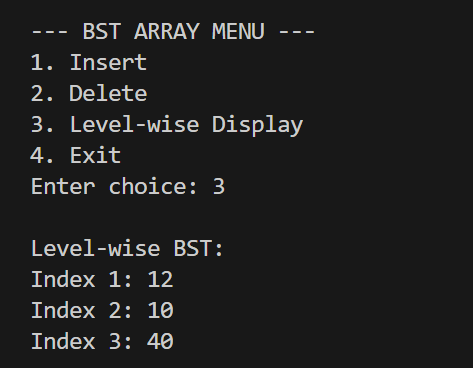 --- BST ARRAY MENU ---
1. Insert
2. Delete
3. Level-wise Display
4. Exit
Enter choice: 3
Level-wise BST:
Index 1: 12
Index 2: 10
Index 3: 40